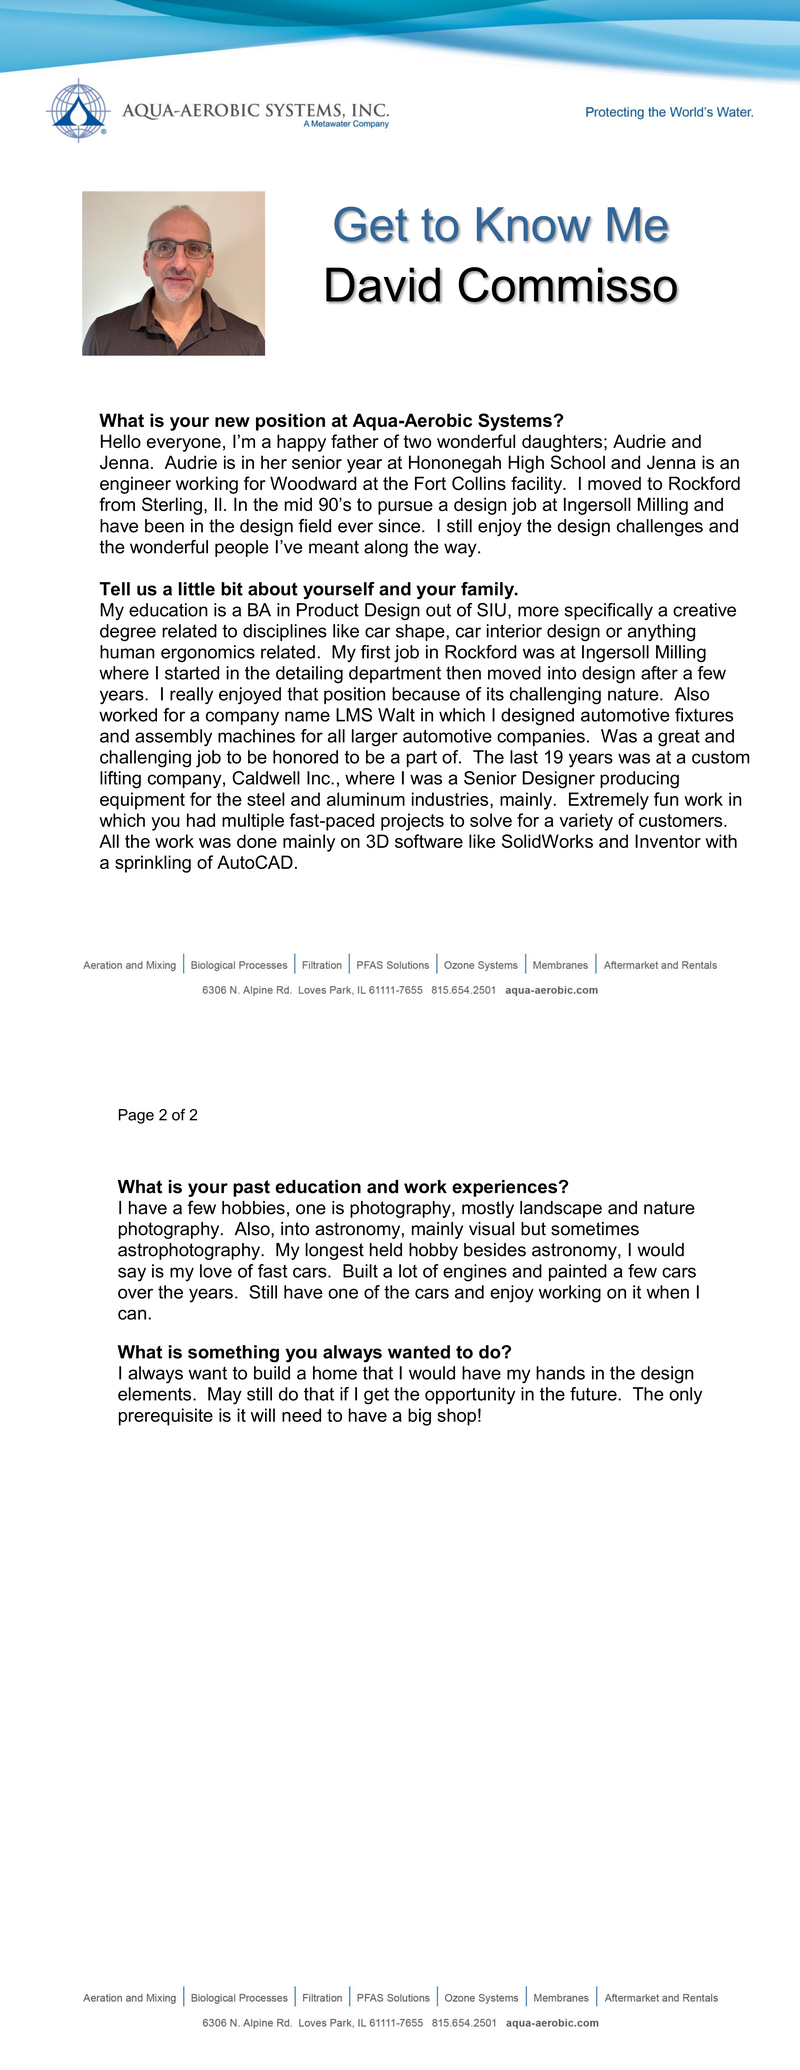 AQUA-AEROBIC SYSTEMS, INC.
A Metawater Company
Protecting the World's Water.
Get to Know Me
David Commisso
What is your new position at Aqua-Aerobic Systems?
Hello everyone, I'm a happy father of two wonderful daughters; Audrie and
Jenna.  Audrie is in her senior year at Hononegah High School and Jenna is an
engineer working for Woodward at the Fort Collins facility.  I moved to Rockford
from Sterling, Il. In the mid 90's to pursue a design job at Ingersoll Milling and
have been in the design field ever since.  I still enjoy the design challenges and
the wonderful people I've meant along the way.
Tell us a little bit about yourself and your family.
My education is a BA in Product Design out of SIU, more specifically a creative
degree related to disciplines like car shape, car interior design or anything
human ergonomics related.  My first job in Rockford was at Ingersoll Milling
where I started in the detailing department then moved into design after a few
years.  I really enjoyed that position because of its challenging nature.  Also
worked for a company name LMS Walt in which I designed automotive fixtures
and assembly machines for all larger automotive companies.  Was a great and
challenging job to be honored to be a part of.  The last 19 years was at a custom
lifting company, Caldwell Inc., where I was a Senior Designer producing
equipment for the steel and aluminum industries, mainly.  Extremely fun work in
which you had multiple fast-paced projects to solve for a variety of customers.
All the work was done mainly on 3D software like SolidWorks and Inventor with
a sprinkling of AutoCAD.
Aeration and Mixing | Biological Processes | Filtration | PFAS Solutions | Ozone Systems | Membranes | Aftermarket and Rentals
6306 N. Alpine Rd.  Loves Park, IL 61111-7655  815.654.2501  aqua-aerobic.com
Page 2 of 2
What is your past education and work experiences?
I have a few hobbies, one is photography, mostly landscape and nature
photography.  Also, into astronomy, mainly visual but sometimes
astrophotography.  My longest held hobby besides astronomy, I would
say is my love of fast cars.  Built a lot of engines and painted a few cars
over the years.  Still have one of the cars and enjoy working on it when I
can.
What is something you always wanted to do?
I always want to build a home that I would have my hands in the design
elements.  May still do that if I get the opportunity in the future.  The only
prerequisite is it will need to have a big shop!
Aeration and Mixing | Biological Processes | Filtration | PFAS Solutions | Ozone Systems | Membranes | Aftermarket and Rentals
6306 N. Alpine Rd.  Loves Park, IL 61111-7655  815.654.2501  aqua-aerobic.com